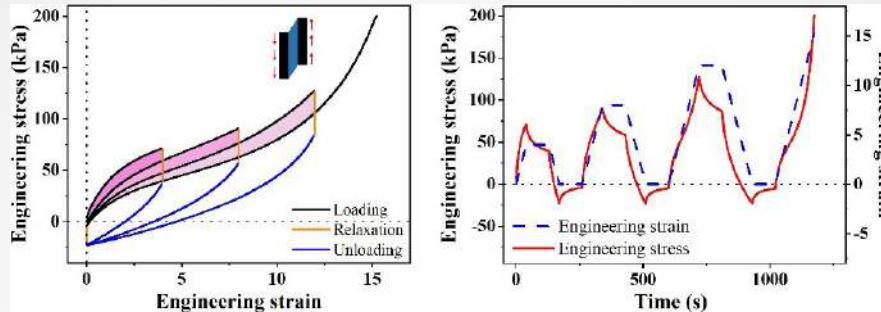 200
150
100
50
0
Engineering stress (kPa)
Loading
Relaxation
Unloading
0
5
10
15
Engineering strain
200
150
100
50
0
-50
Engineering stress (kPa)
15
10
5
0
-5
Engineering strain
Engineering stress
0
500
1000
Time (s)